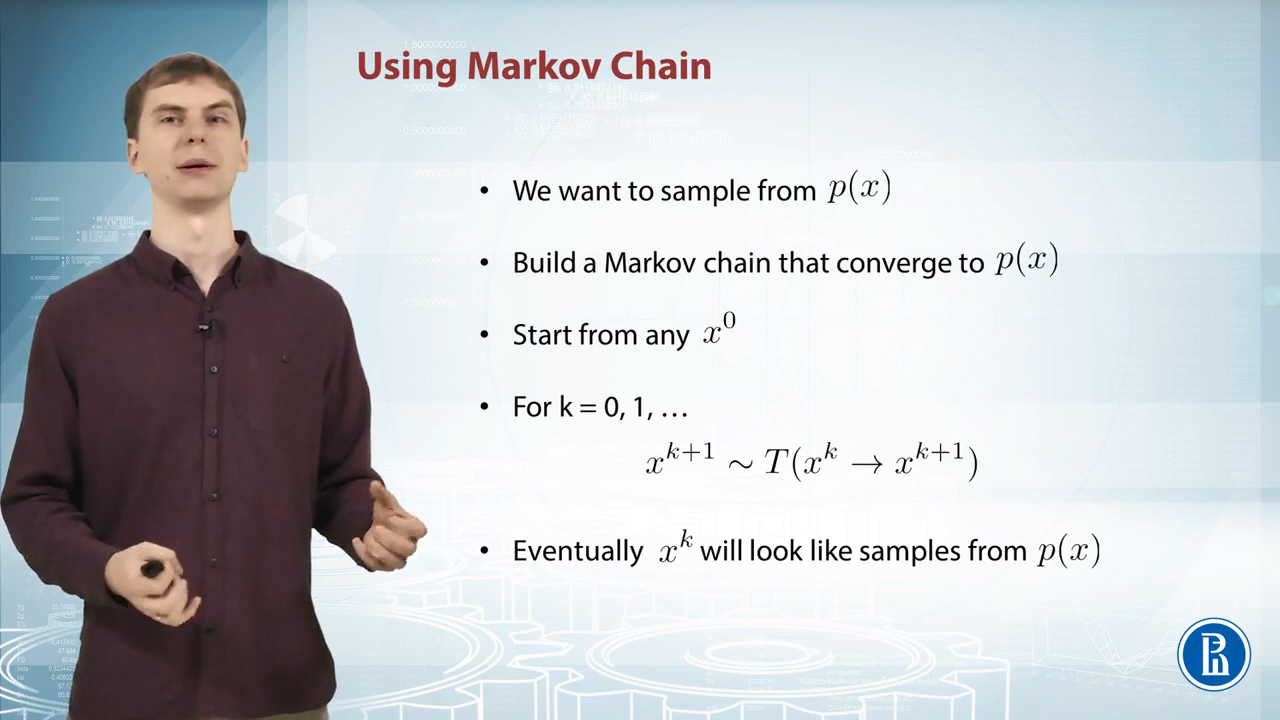 Using Markov Chain
• We want to sample from p(x)
• Build a Markov chain that converge to p(x)
• Start from any x^0
• For k = 0, 1, …
x^{k+1} ∼ T(x^k → x^{k+1})
• Eventually x^k will look like samples from p(x)